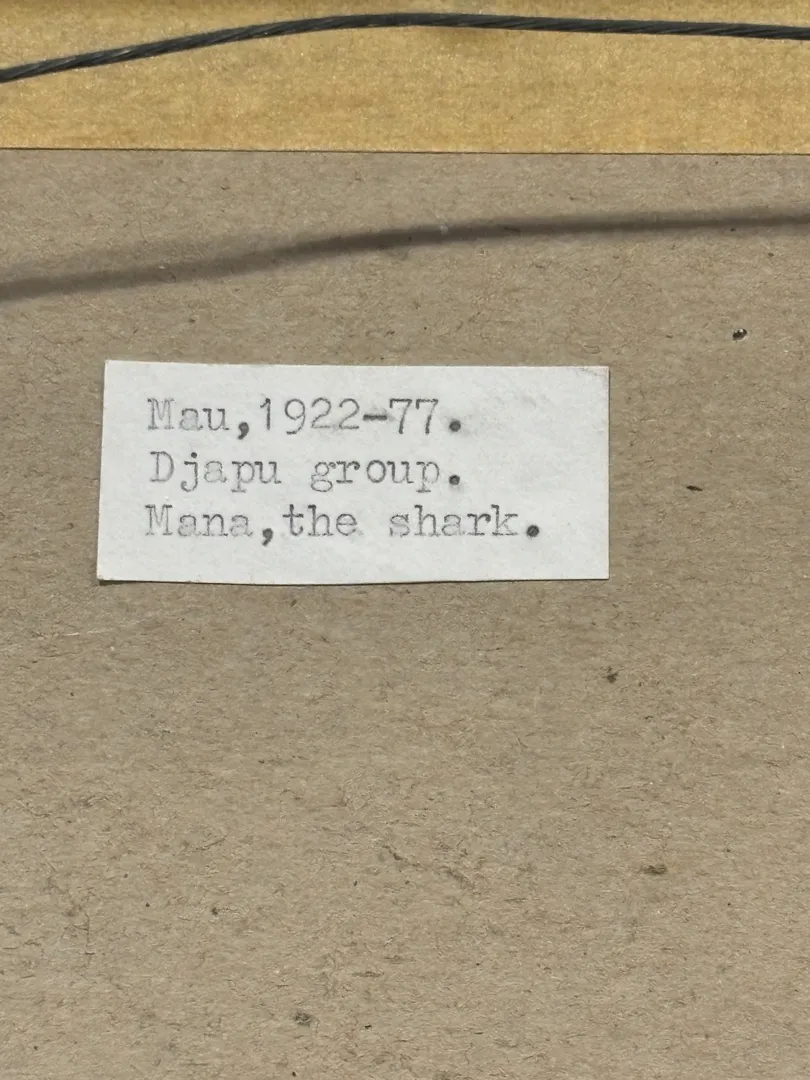 Mau,1922-77.
Djapu group.
Mana,the shark.